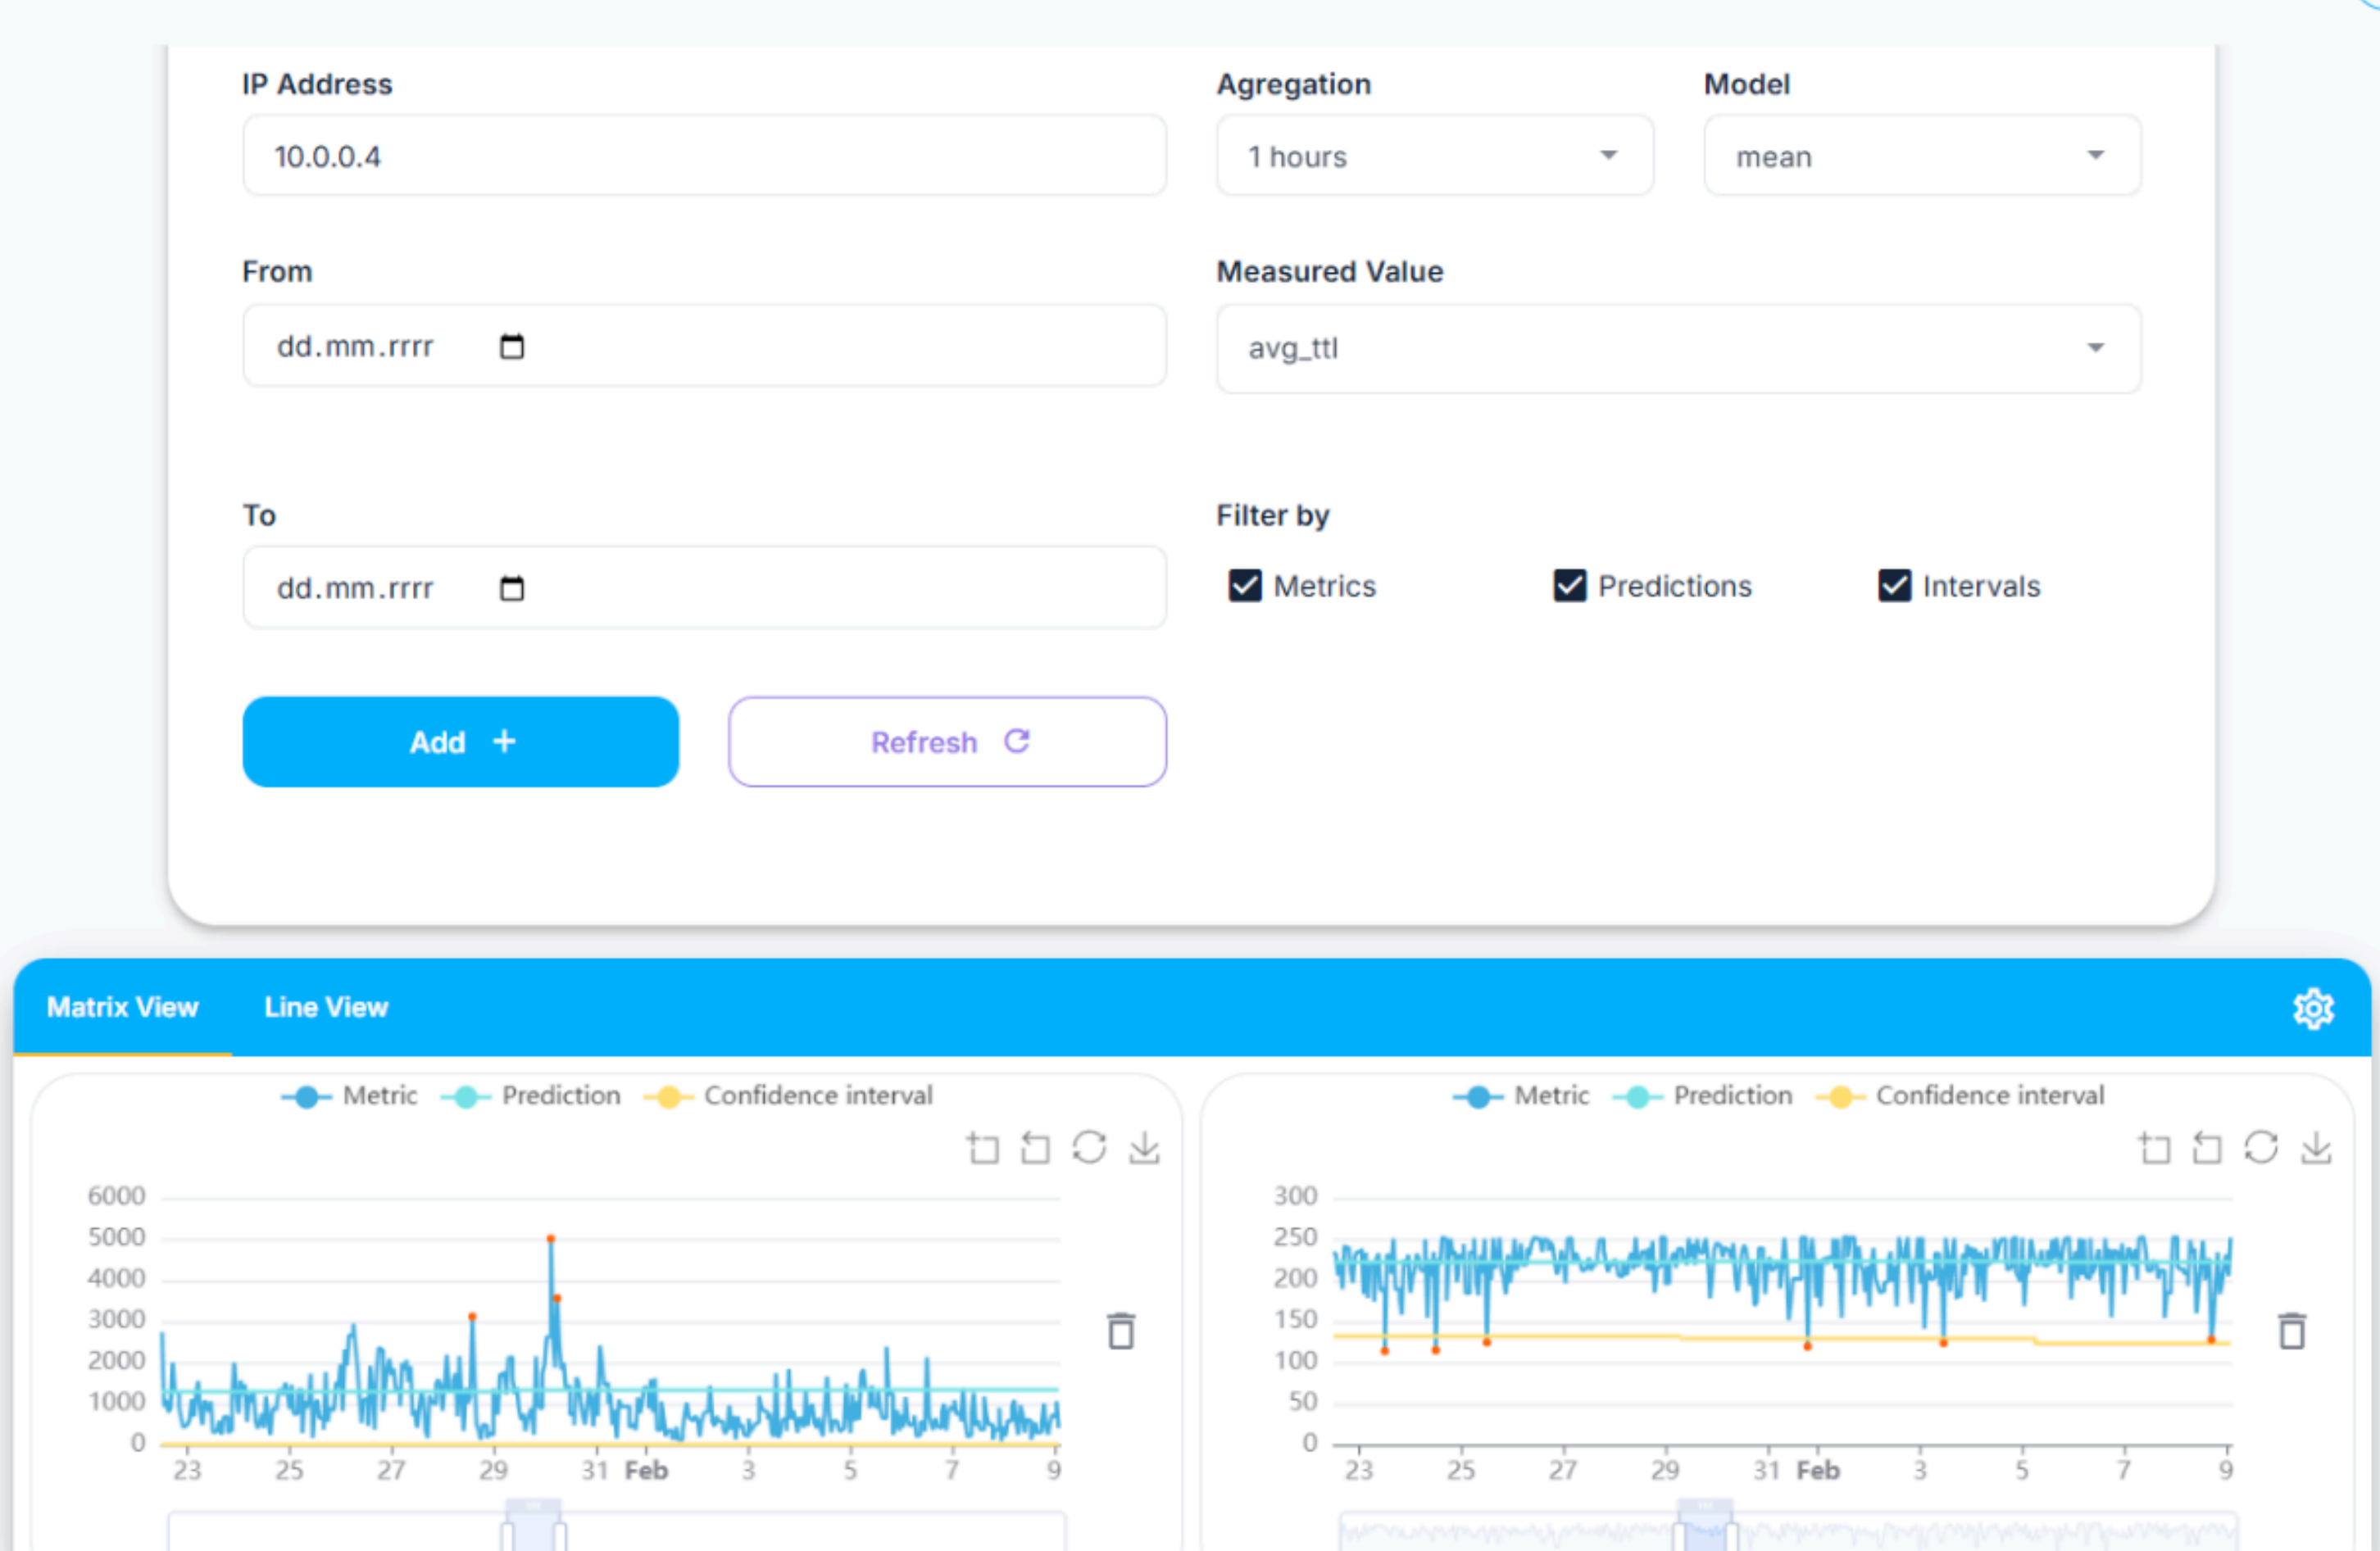 IP Address
10.0.0.4
Agregation
1 hours
Model
mean
From
dd.mm.rrrr
Measured Value
avg_ttl
To
dd.mm.rrrr
Filter by
Metrics
Predictions
Intervals
Add +
Refresh
Matrix View
Line View
Metric
Prediction
Confidence interval
6000
5000
4000
3000
2000
1000
0
23
25
27
29
31
Feb
3
5
7
9
Metric
Prediction
Confidence interval
300
250
200
150
100
50
0
23
25
27
29
31
Feb
3
5
7
9